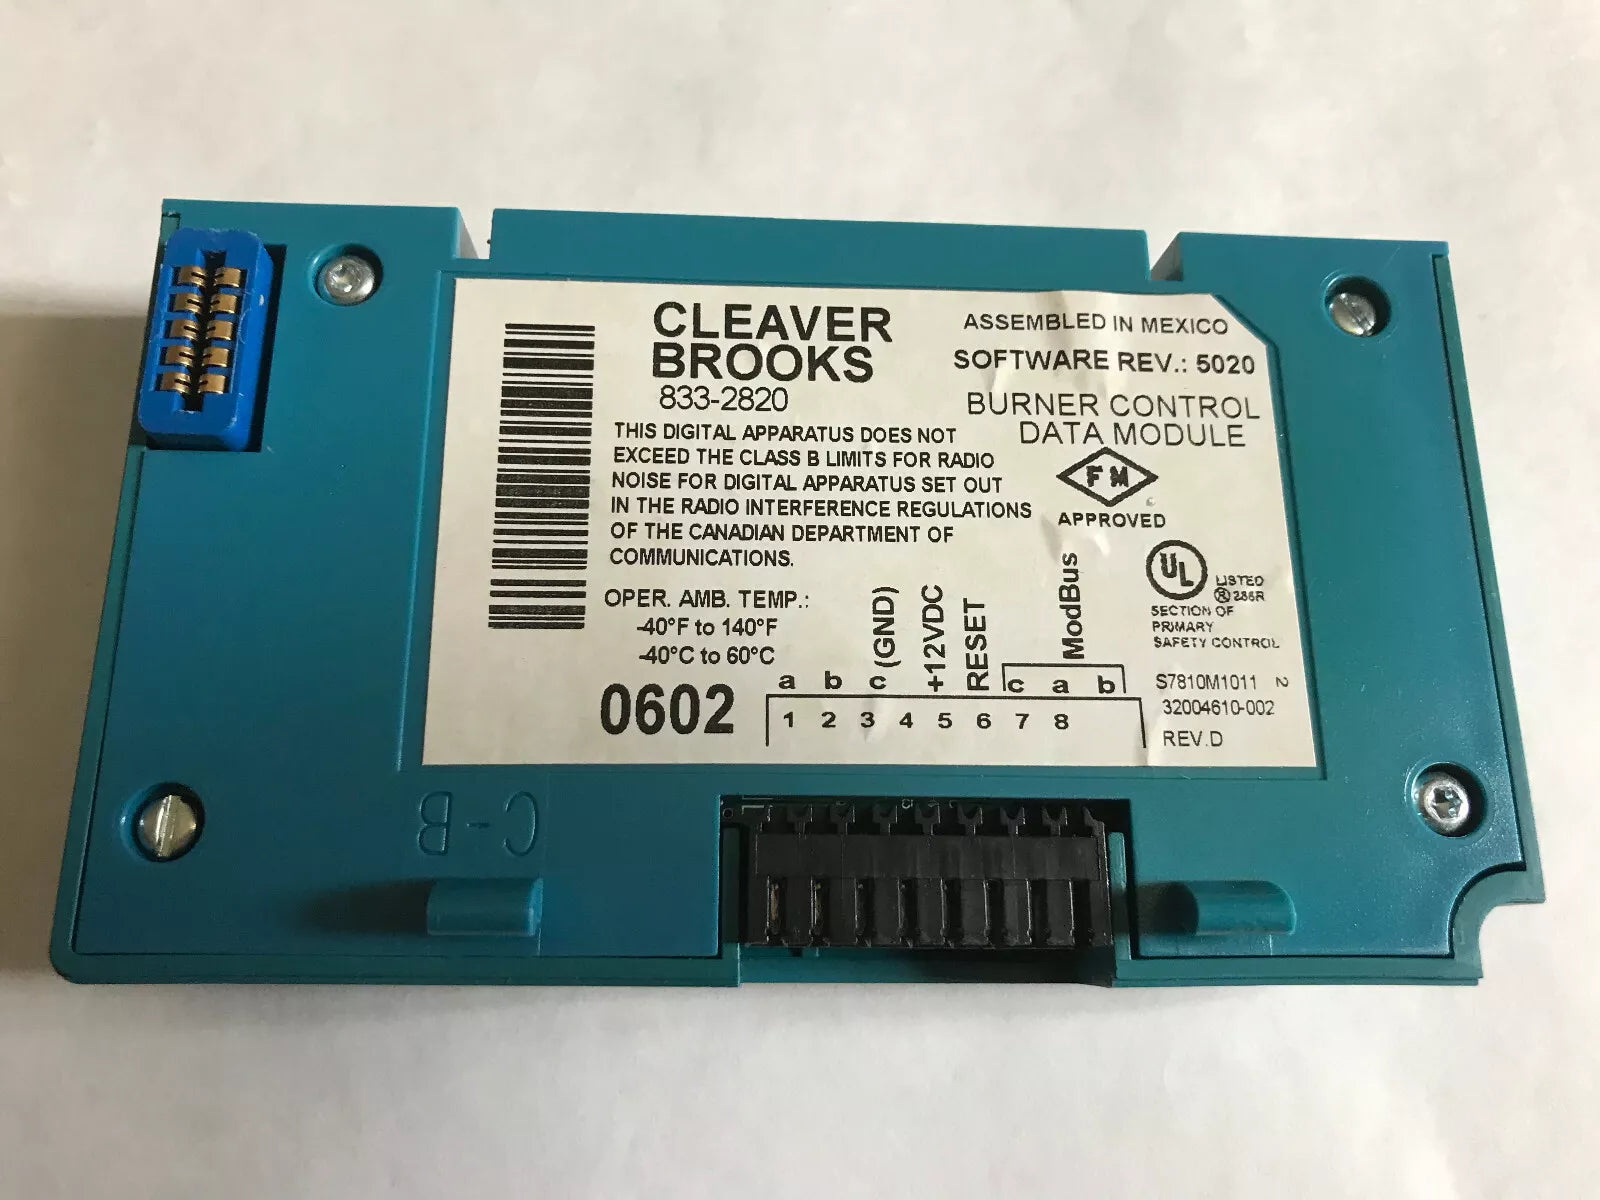 CLEAVER
BROOKS
833-2820
THIS DIGITAL APPARATUS DOES NOT
EXCEED THE CLASS B LIMITS FOR RADIO
NOISE FOR DIGITAL APPARATUS SET OUT
IN THE RADIO INTERFERENCE REGULATIONS
OF THE CANADIAN DEPARTMENT OF
COMMUNICATIONS.
OPER. AMB. TEMP.:
-40°F to 140°F
-40°C to 60°C
0602
ASSEMBLED IN MEXICO
SOFTWARE REV.: 5020
BURNER CONTROL
DATA MODULE
FM
APPROVED
UL
LISTED
® 286R
SECTION OF
PRIMARY
SAFETY CONTROL
(GND)
+12VDC
RESET
ModBus
a b c c a b
1 2 3 4 5 6 7 8
S7810M1011 2
32004610-002
REV.D
C-B